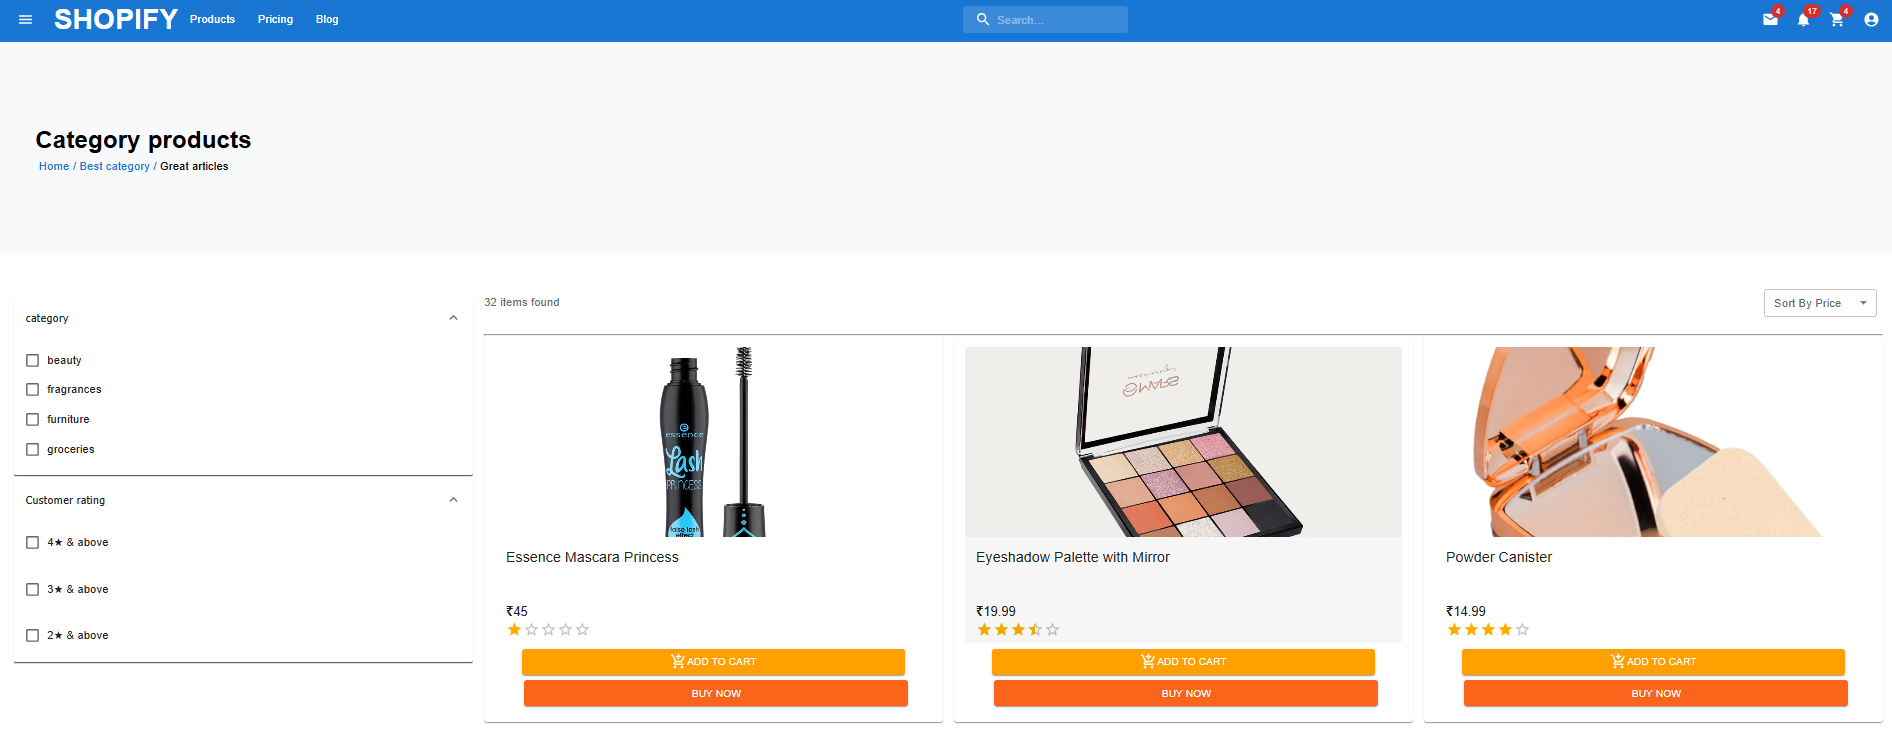 SHOPIFY Products Pricing Blog Search... 4 17 4
Category products
Home / Best category / Great articles
category
beauty
fragrances
furniture
groceries
Customer rating
4★ & above
3★ & above
2★ & above
32 items found
Sort By Price
essence
Lash
PRINCESS
false lash
effect
Essence Mascara Princess
₹45
ADD TO CART
BUY NOW
MARS
Eyeshadow Palette with Mirror
₹19.99
ADD TO CART
BUY NOW
Powder Canister
₹14.99
ADD TO CART
BUY NOW